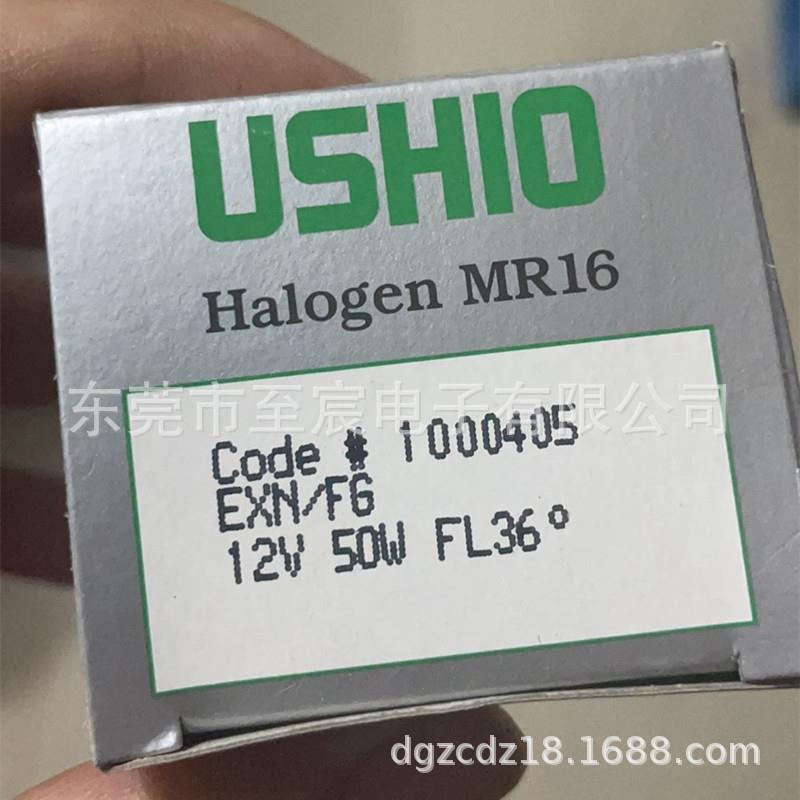 USHIO
Halogen MR16
东莞市至宸电子有限公司
Code # 1000405
EXN/FG
12V 50W FL36°
dgzcdz18.1688.com